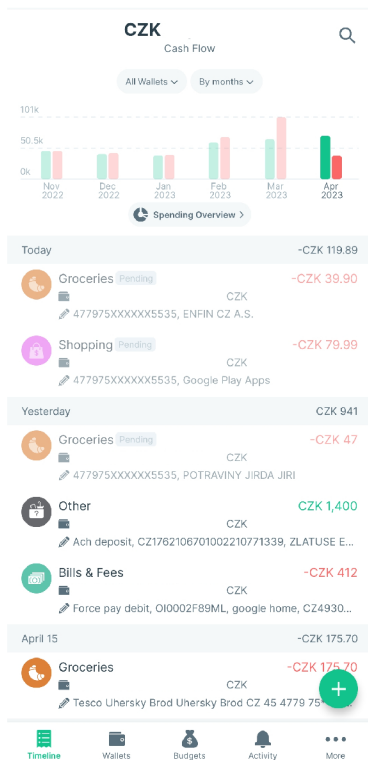 CZK
Cash Flow
All Wallets
By months
101k
50.5k
0k
Nov 2022
Dec 2022
Jan 2023
Feb 2023
Mar 2023
Apr 2023
Spending Overview
Today -CZK 119.89
Groceries Pending -CZK 39.90
CZK
477975XXXXXX5535, ENFIN CZ A.S.
Shopping Pending -CZK 79.99
CZK
477975XXXXXX5535, Google Play Apps
Yesterday CZK 941
Groceries Pending -CZK 47
CZK
477975XXXXXX5535, POTRAVINY JIRDA JIRI
Other CZK 1,400
CZK
Ach deposit, CZ1762106701002210771339, ZLATUSE E...
Bills & Fees -CZK 412
CZK
Force pay debit, OI0002F89ML, google home, CZ4930...
April 15 -CZK 175.70
Groceries -CZK 175.70
CZK
Tesco Uhersky Brod Uhersky Brod CZ 45 4779 75
Timeline
Wallets
Budgets
Activity
More